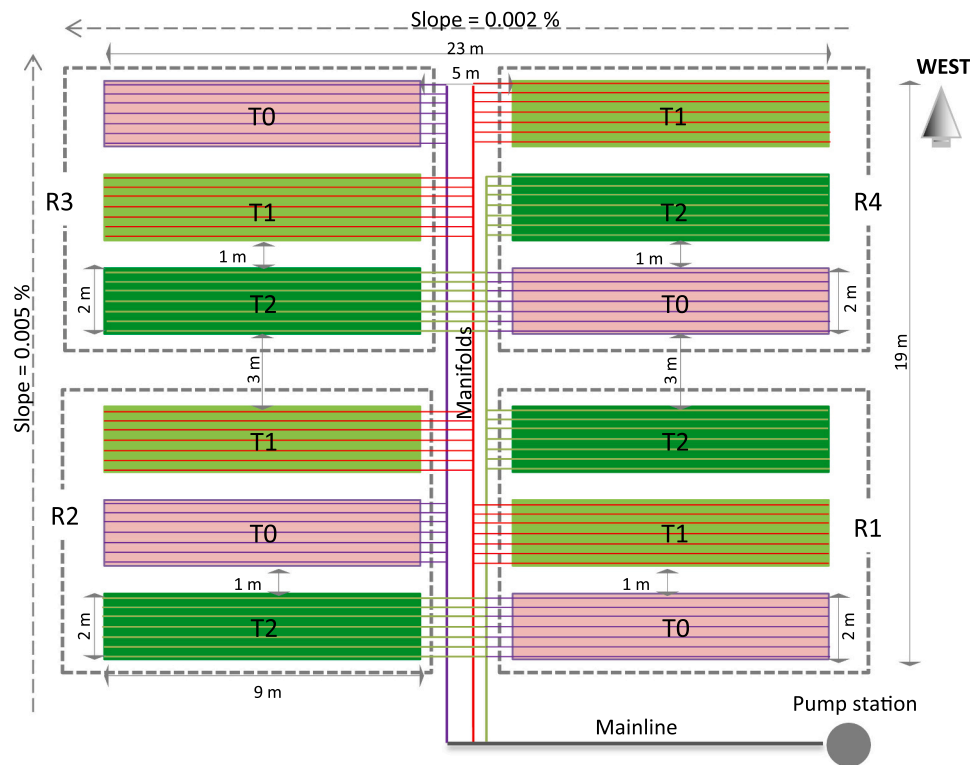 Slope = 0.002 %
23 m
5 m
WEST
T0
T1
R3
T1
T2
R4
1 m
1 m
2 m
T2
T0
2 m
Slope = 0.005 %
3 m
Manifolds
3 m
19 m
T1
T2
R2
T0
T1
R1
1 m
1 m
2 m
T2
T0
2 m
9 m
Pump station
Mainline